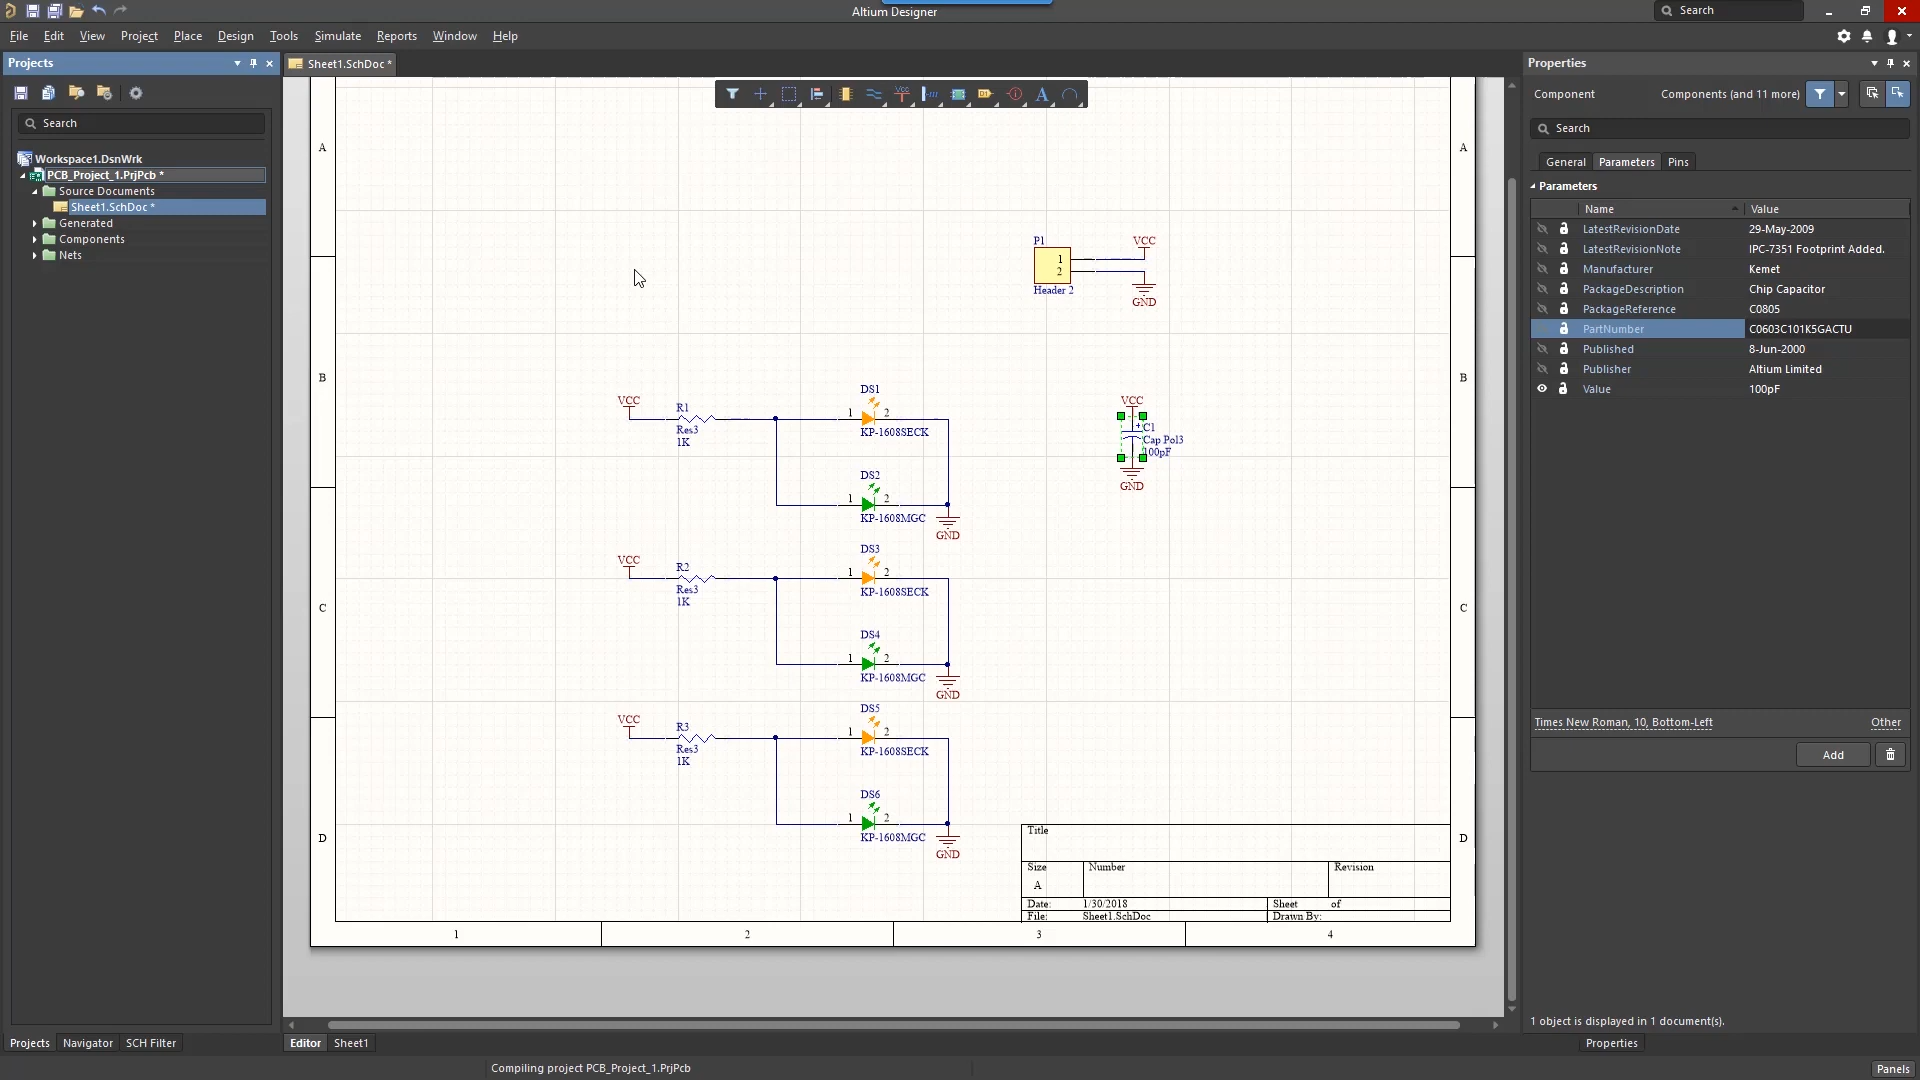 Altium Designer
Search
File Edit View Project Place Design Tools Simulate Reports Window Help
Projects
Search
Workspace1.DsnWrk
PCB_Project_1.PrjPcb *
Source Documents
Sheet1.SchDoc *
Generated
Components
Nets
Sheet1.SchDoc *
A
A
B
B
C
C
D
D
P1
1
2
Header 2
VCC
GND
VCC
R1
Res3
1K
DS1
1 2
KP-1608SECK
DS2
1 2
KP-1608MGC
GND
VCC
+
C1
Cap Pol3
100pF
GND
VCC
R2
Res3
1K
DS3
1 2
KP-1608SECK
DS4
1 2
KP-1608MGC
GND
VCC
R3
Res3
1K
DS5
1 2
KP-1608SECK
DS6
1 2
KP-1608MGC
GND
Title
Size Number Revision
A
Date: 1/30/2018 Sheet of
File: Sheet1.SchDoc Drawn By:
1 2 3 4
Properties
Component Components (and 11 more)
Search
General Parameters Pins
Parameters
Name Value
LatestRevisionDate 29-May-2009
LatestRevisionNote IPC-7351 Footprint Added.
Manufacturer Kemet
PackageDescription Chip Capacitor
PackageReference C0805
PartNumber C0603C101K5GACTU
Published 8-Jun-2000
Publisher Altium Limited
Value 100pF
Times New Roman, 10, Bottom-Left Other
Add
1 object is displayed in 1 document(s).
Projects Navigator SCH Filter
Editor Sheet1
Properties
Compiling project PCB_Project_1.PrjPcb
Panels